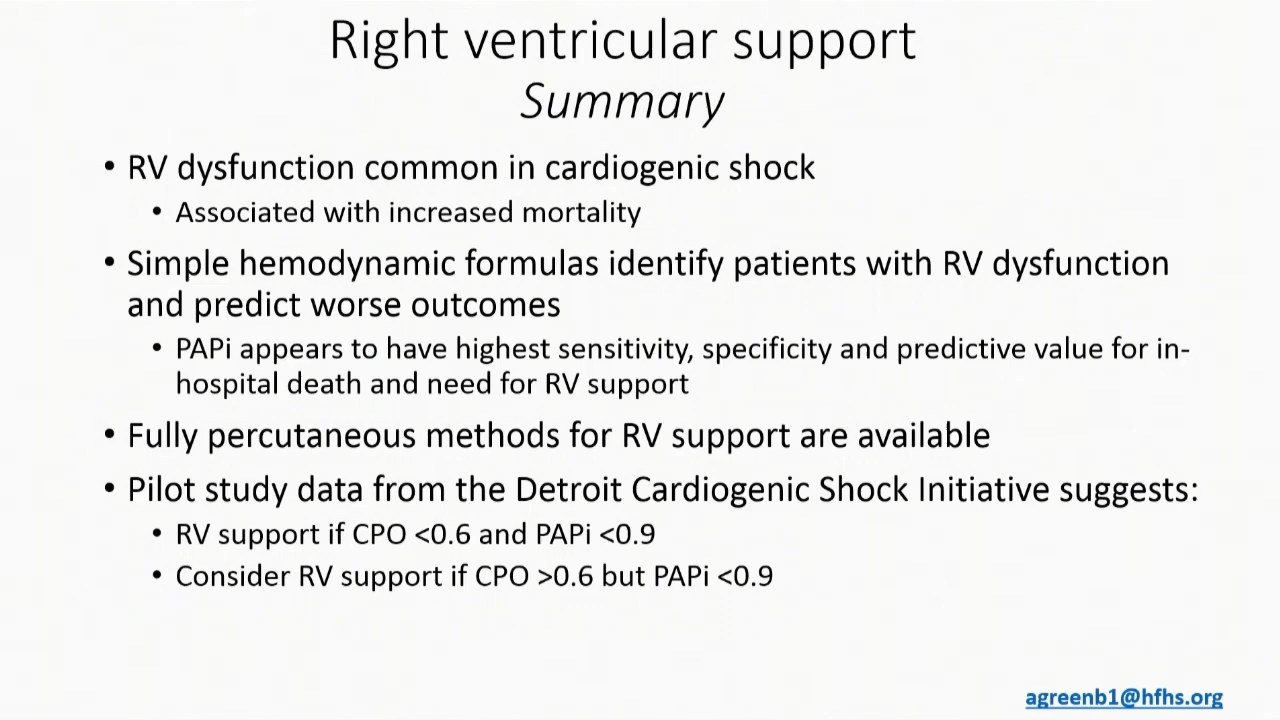 Right ventricular support
Summary
• RV dysfunction common in cardiogenic shock
• Associated with increased mortality
• Simple hemodynamic formulas identify patients with RV dysfunction
and predict worse outcomes
• PAPi appears to have highest sensitivity, specificity and predictive value for in-
hospital death and need for RV support
• Fully percutaneous methods for RV support are available
• Pilot study data from the Detroit Cardiogenic Shock Initiative suggests:
• RV support if CPO <0.6 and PAPi <0.9
• Consider RV support if CPO >0.6 but PAPi <0.9
agreenb1@hfhs.org